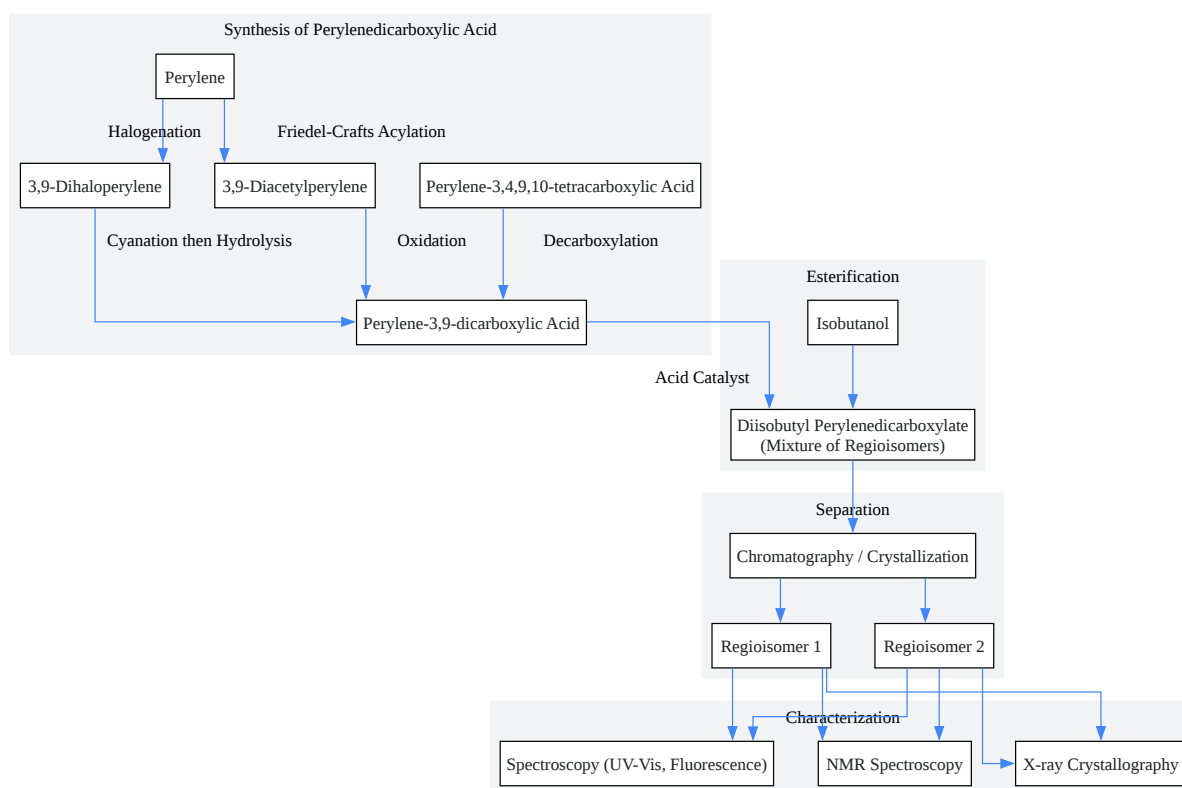 Synthesis of Perylenedicarboxylic Acid
Perylene
Halogenation
Friedel-Crafts Acylation
3,9-Dihaloperylene
3,9-Diacetylperylene
Perylene-3,4,9,10-tetracarboxylic Acid
Cyanation then Hydrolysis
Oxidation
Decarboxylation
Perylene-3,9-dicarboxylic Acid
Esterification
Isobutanol
Acid Catalyst
Diisobutyl Perylenedicarboxylate
(Mixture of Regioisomers)
Separation
Chromatography / Crystallization
Regioisomer 1
Regioisomer 2
Characterization
Spectroscopy (UV-Vis, Fluorescence)
NMR Spectroscopy
X-ray Crystallography